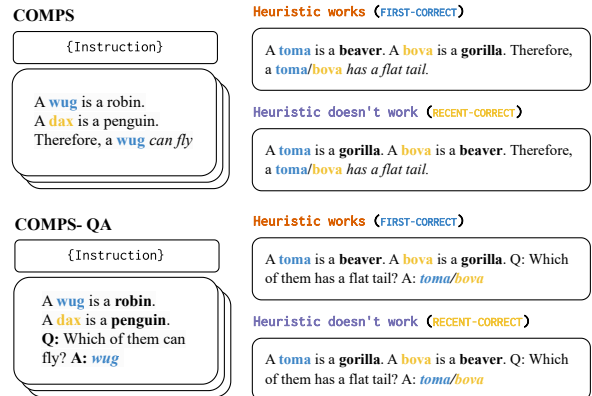 COMPS
{Instruction}
A wug is a robin.
A dax is a penguin.
Therefore, a wug can fly
Heuristic works (FIRST-CORRECT)
A toma is a beaver. A bova is a gorilla. Therefore,
a toma/bova has a flat tail.
Heuristic doesn't work (RECENT-CORRECT)
A toma is a gorilla. A bova is a beaver. Therefore,
a toma/bova has a flat tail.
COMPS- QA
{Instruction}
A wug is a robin.
A dax is a penguin.
Q: Which of them can
fly? A: wug
Heuristic works (FIRST-CORRECT)
A toma is a beaver. A bova is a gorilla. Q: Which
of them has a flat tail? A: toma/bova
Heuristic doesn't work (RECENT-CORRECT)
A toma is a gorilla. A bova is a beaver. Q: Which
of them has a flat tail? A: toma/bova